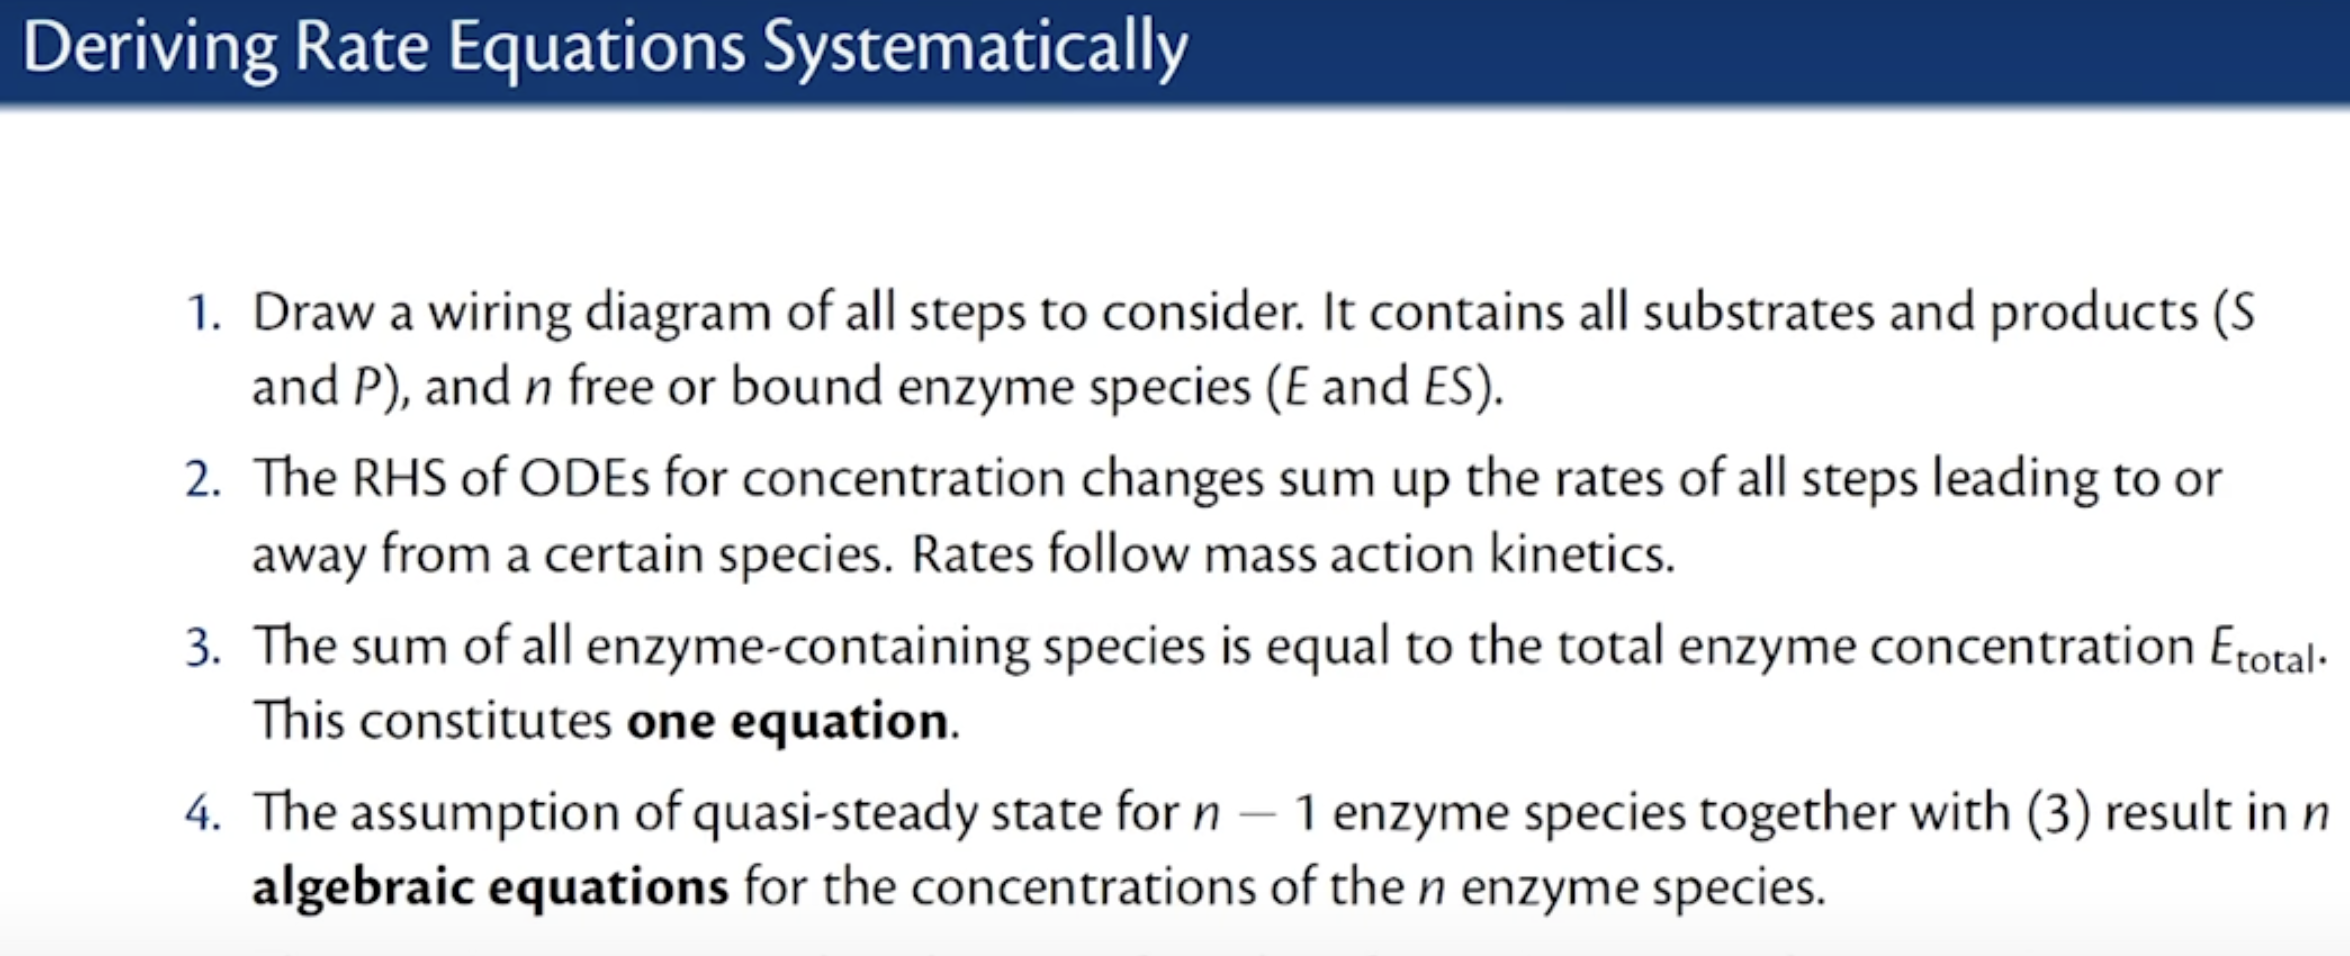 Deriving Rate Equations Systematically
1. Draw a wiring diagram of all steps to consider. It contains all substrates and products (S
and P), and n free or bound enzyme species (E and ES).
2. The RHS of ODEs for concentration changes sum up the rates of all steps leading to or
away from a certain species. Rates follow mass action kinetics.
3. The sum of all enzyme-containing species is equal to the total enzyme concentration E_total.
This constitutes one equation.
4. The assumption of quasi-steady state for n − 1 enzyme species together with (3) result in n
algebraic equations for the concentrations of the n enzyme species.